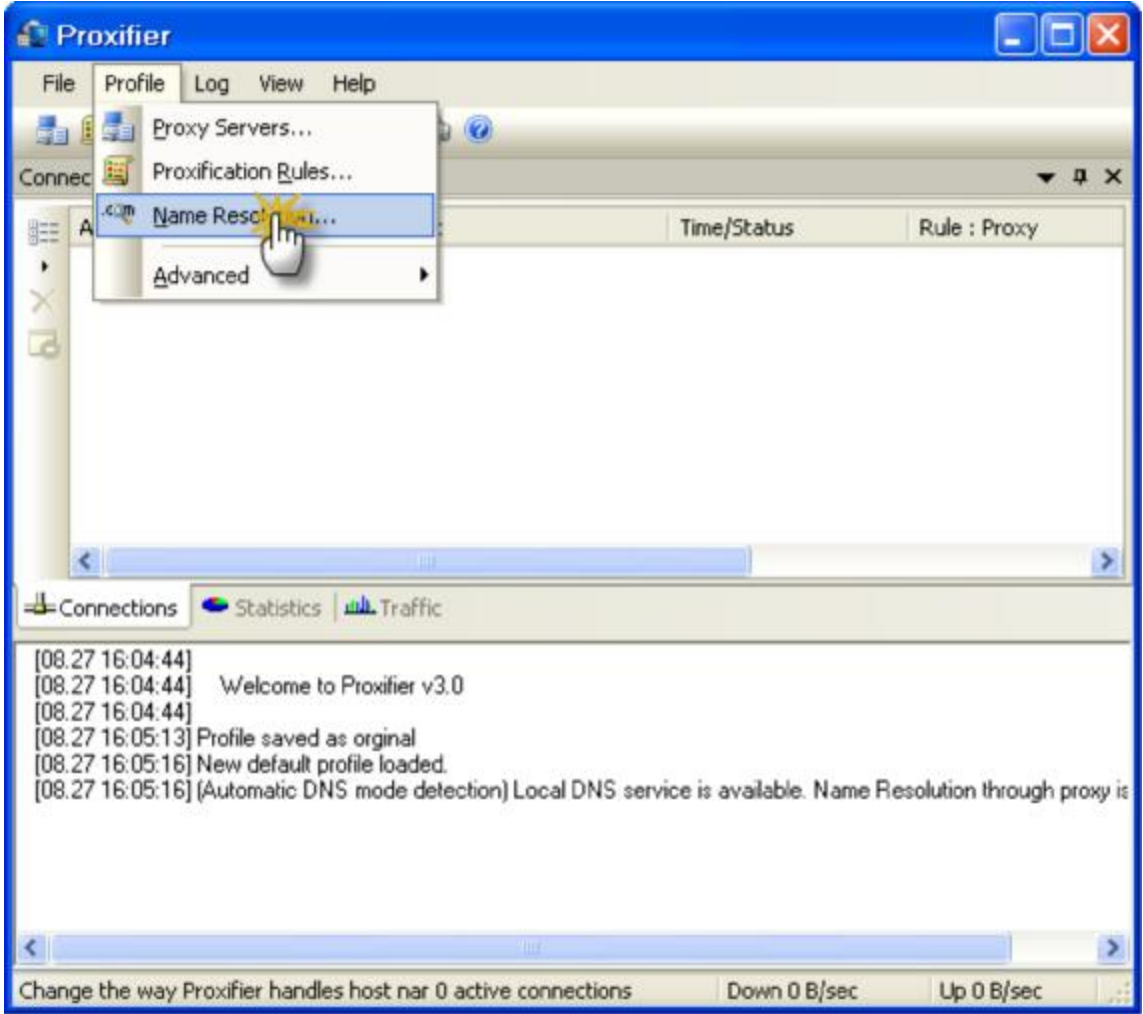 Proxifier
File Profile Log View Help
Proxy Servers...
Proxification Rules...
Connec
.com Name Resol
A Time/Status Rule : Proxy
Advanced
Connections Statistics Traffic
[08.27 16:04:44]
[08.27 16:04:44] Welcome to Proxifier v3.0
[08.27 16:04:44]
[08.27 16:05:13] Profile saved as orginal
[08.27 16:05:16] New default profile loaded.
[08.27 16:05:16] (Automatic DNS mode detection) Local DNS service is available. Name Resolution through proxy is
Change the way Proxifier handles host nar 0 active connections Down 0 B/sec Up 0 B/sec